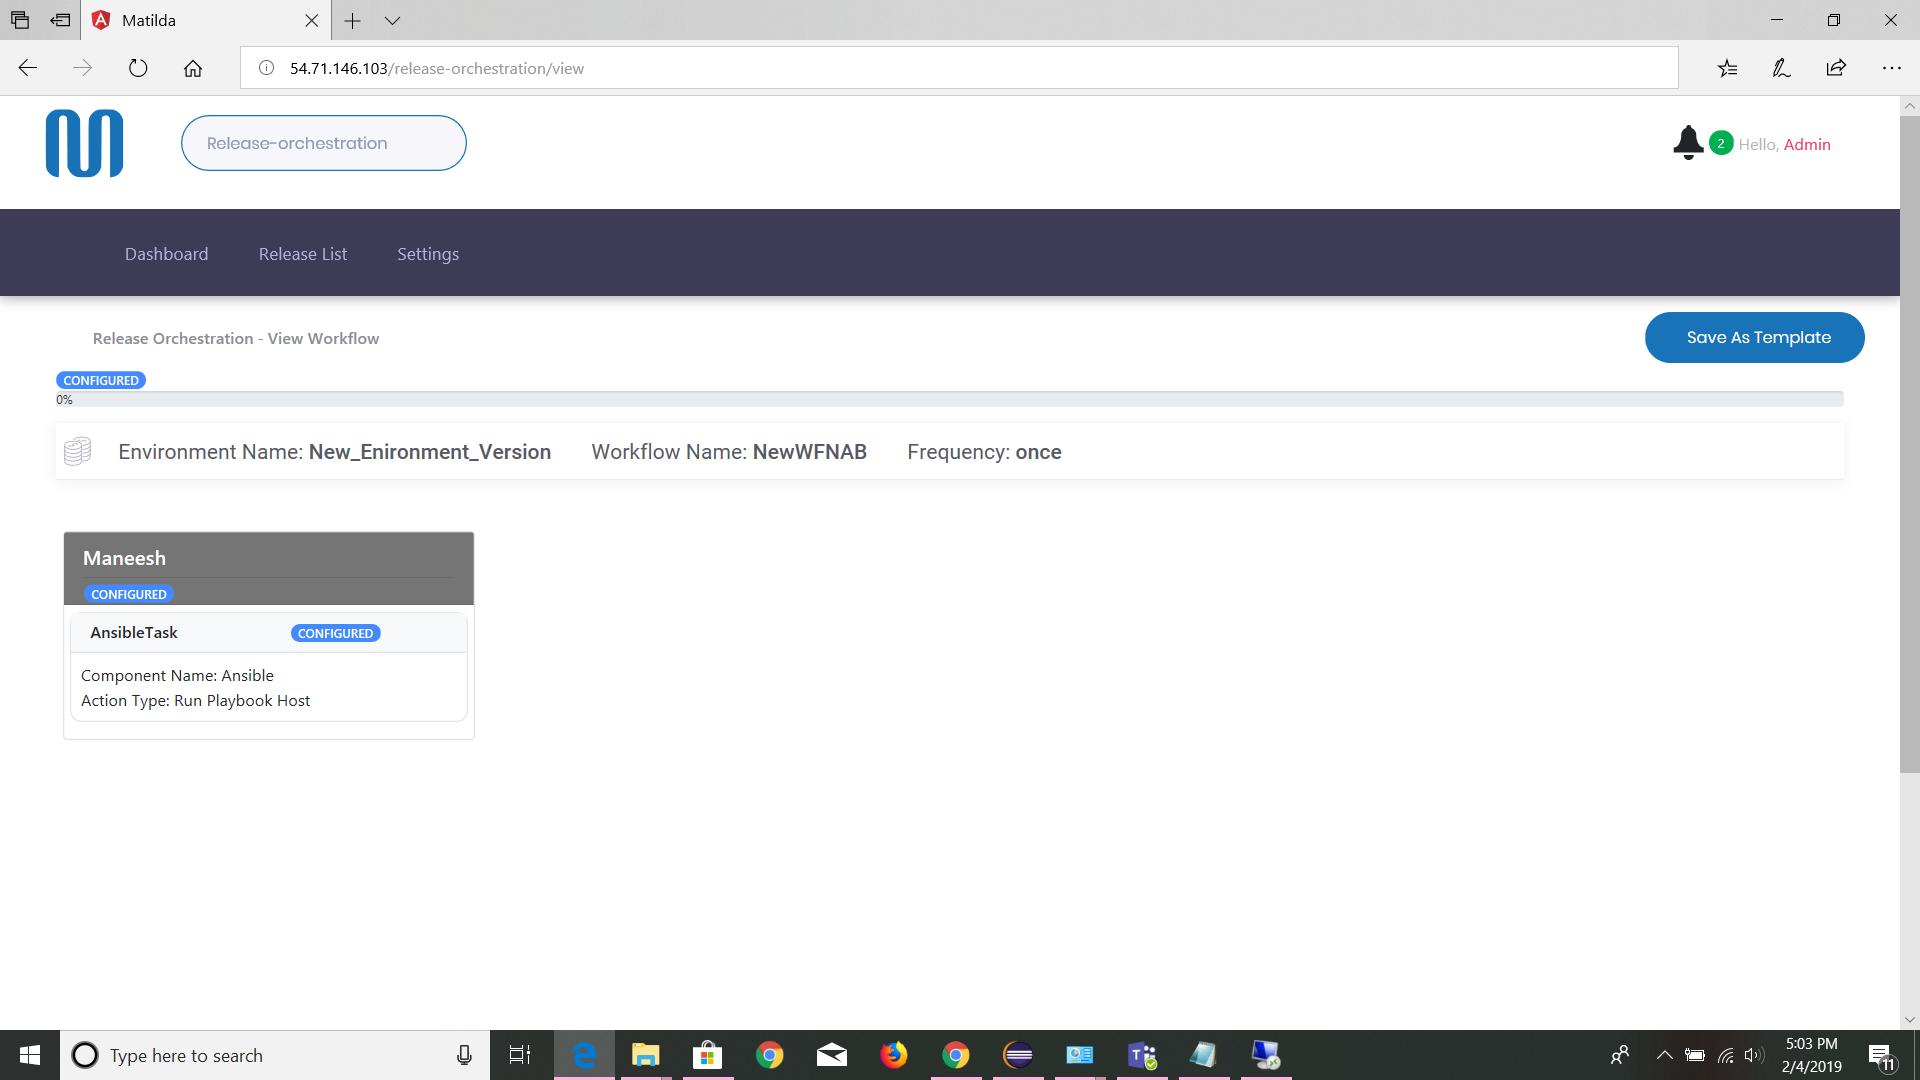 Matilda
54.71.146.103/release-orchestration/view
Release-orchestration
2 Hello, Admin
Dashboard Release List Settings
Release Orchestration - View Workflow
Save As Template
CONFIGURED
0%
Environment Name: New_Enironment_Version Workflow Name: NewWFNAB Frequency: once
Maneesh
CONFIGURED
AnsibleTask CONFIGURED
Component Name: Ansible
Action Type: Run Playbook Host
Type here to search
5:03 PM
2/4/2019
11